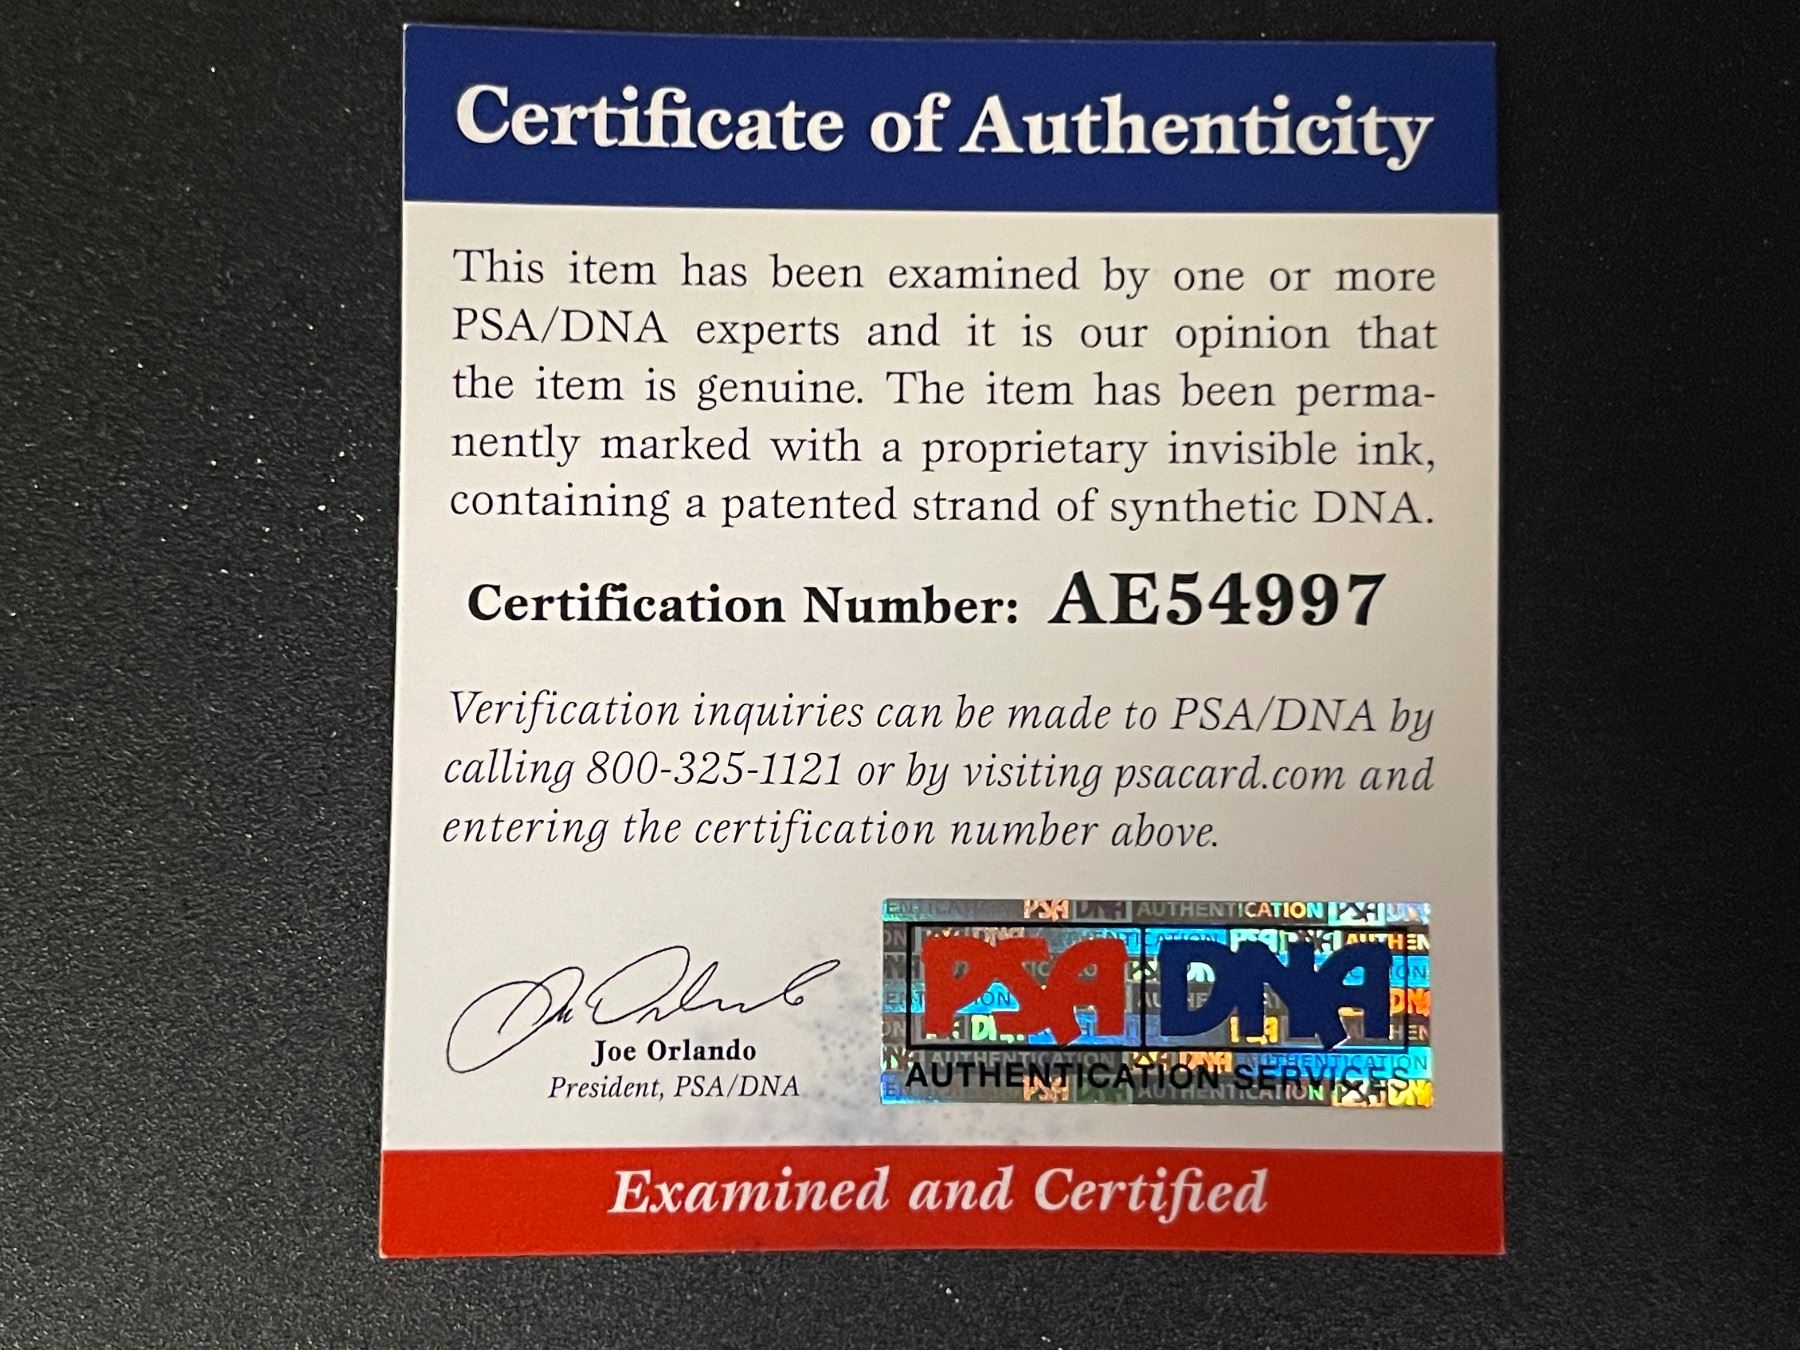 Certificate of Authenticity
This item has been examined by one or more
PSA/DNA experts and it is our opinion that
the item is genuine. The item has been perma-
nently marked with a proprietary invisible ink,
containing a patented strand of synthetic DNA.
Certification Number: AE54997
Verification inquiries can be made to PSA/DNA by
calling 800-325-1121 or by visiting psacard.com and
entering the certification number above.
Joe Orlando
President, PSA/DNA
PSA DNA
AUTHENTICATION SERVICES
Examined and Certified